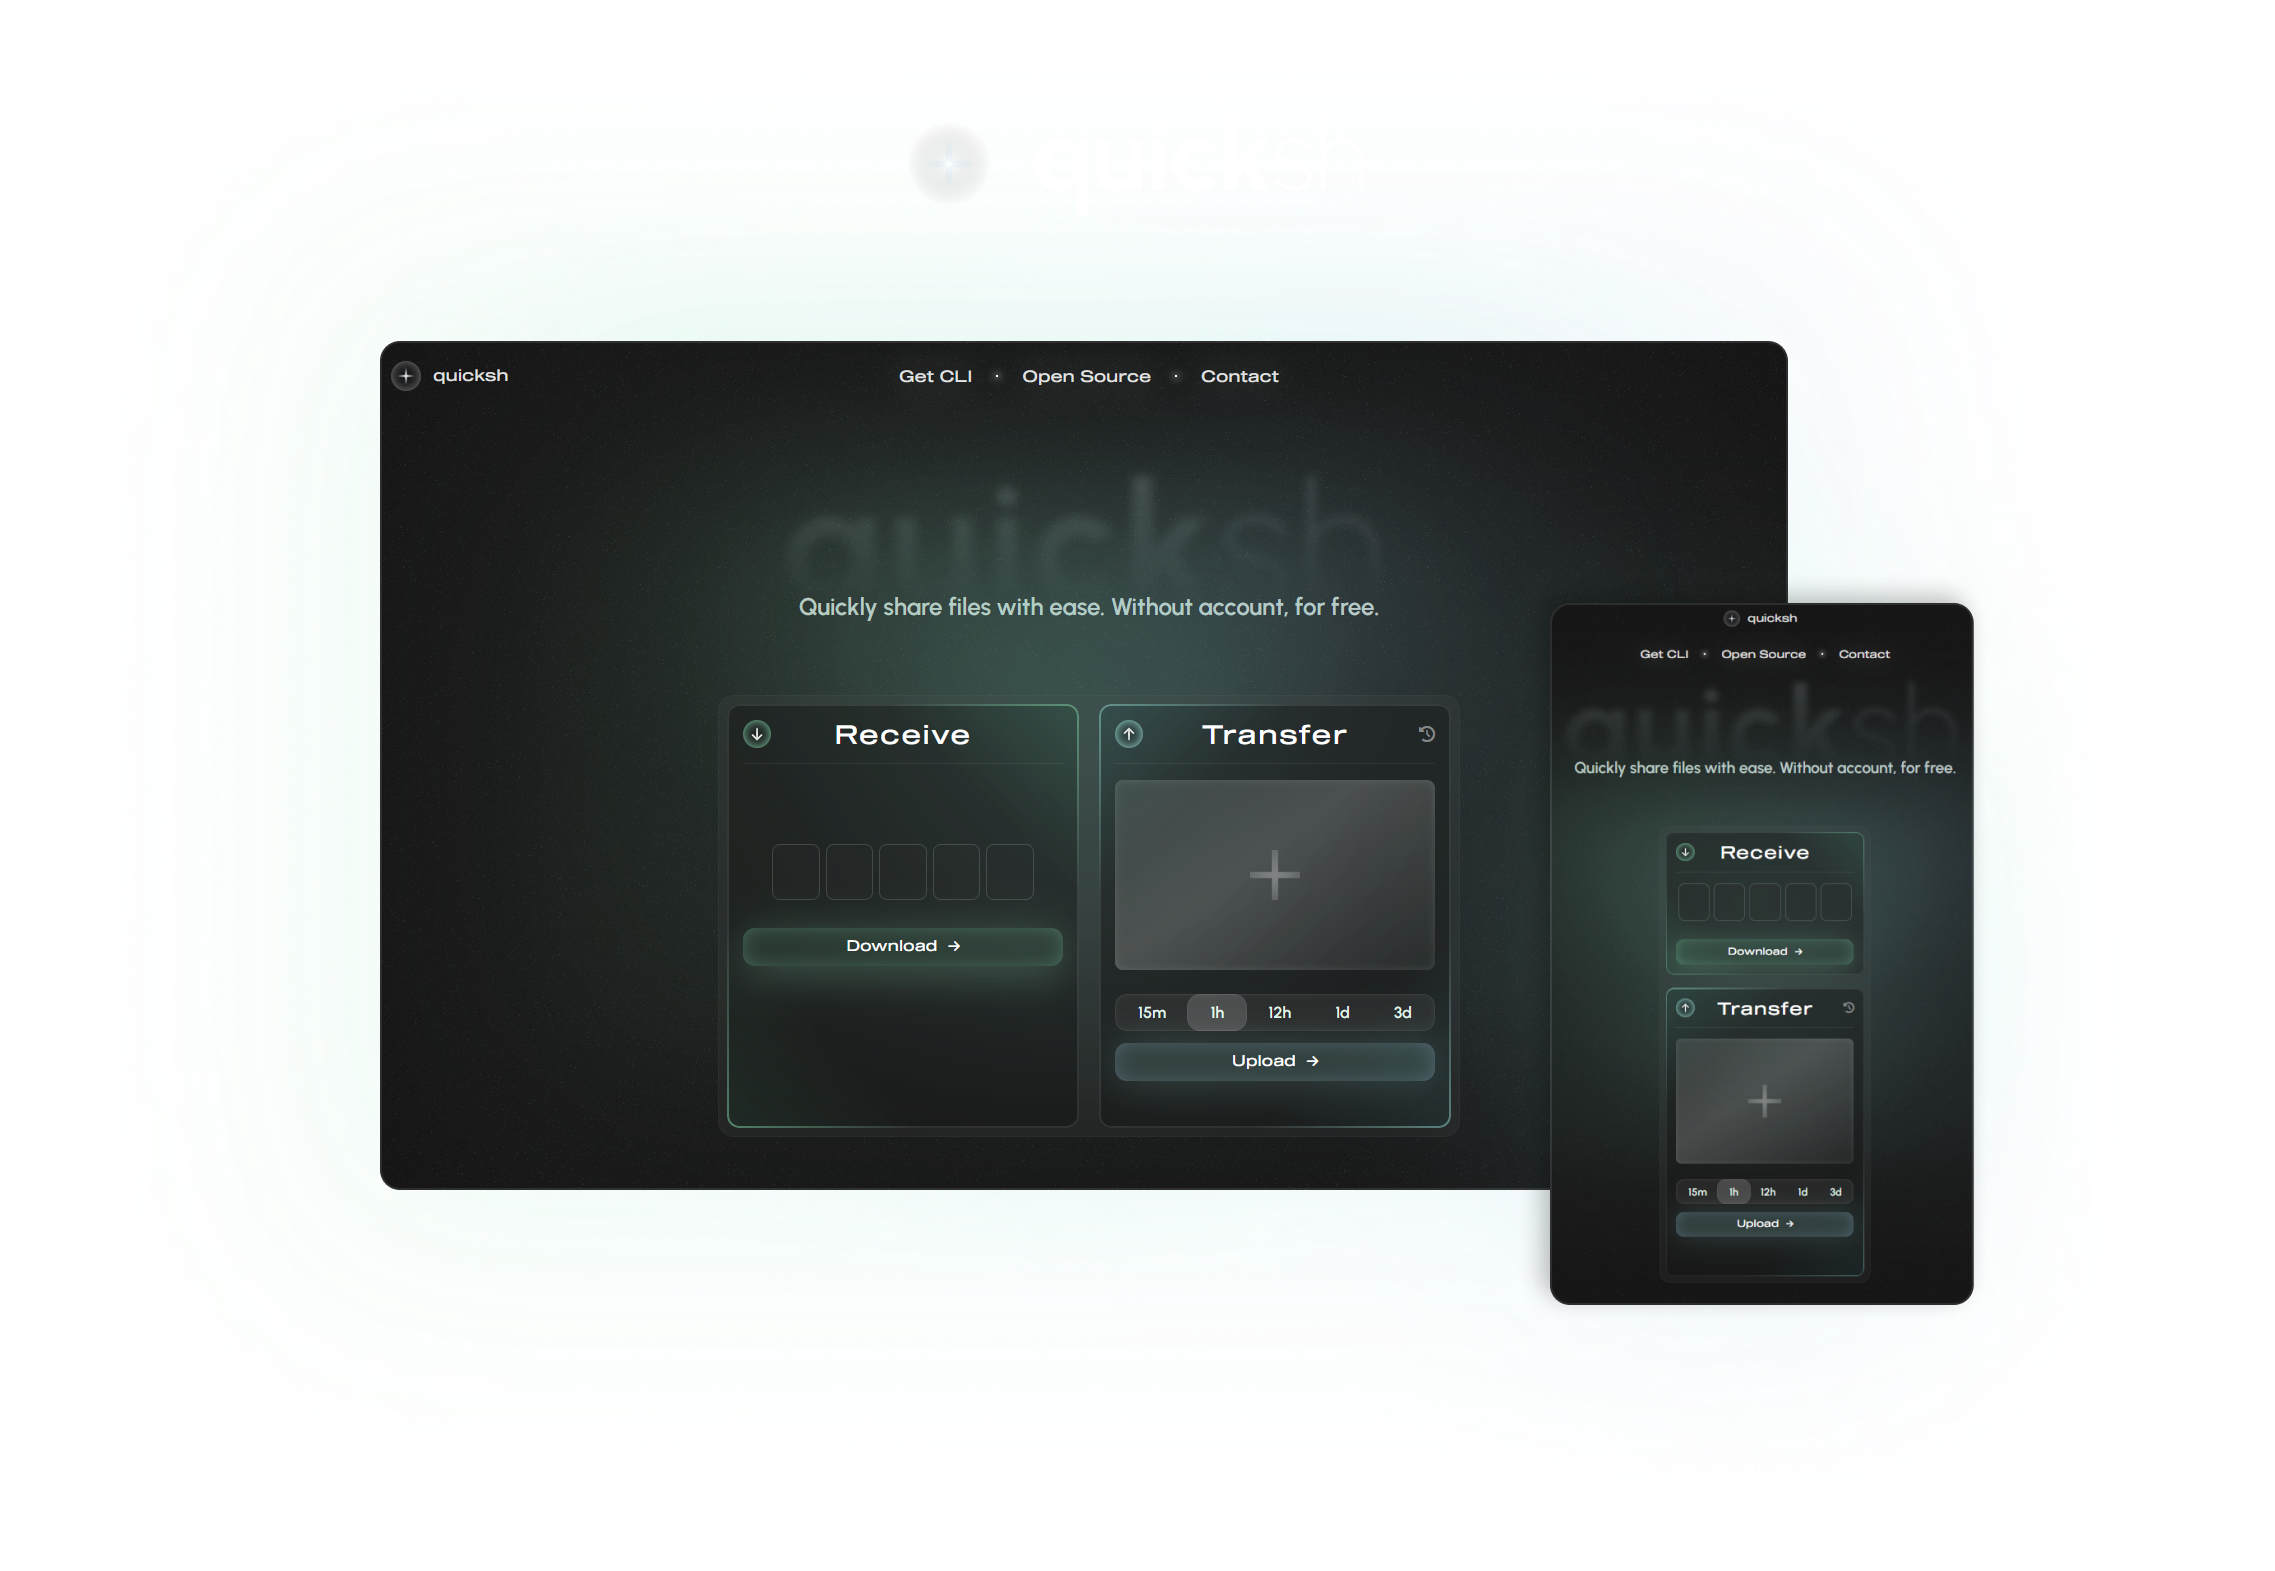 quicksh
quicksh
Get CLI · Open Source · Contact
quicksh
Quickly share files with ease. Without account, for free.
Receive
Download →
Transfer
15m 1h 12h 1d 3d
Upload →
quicksh
Get CLI · Open Source · Contact
quicksh
Quickly share files with ease. Without account, for free.
Receive
Download →
Transfer
15m 1h 12h 1d 3d
Upload →